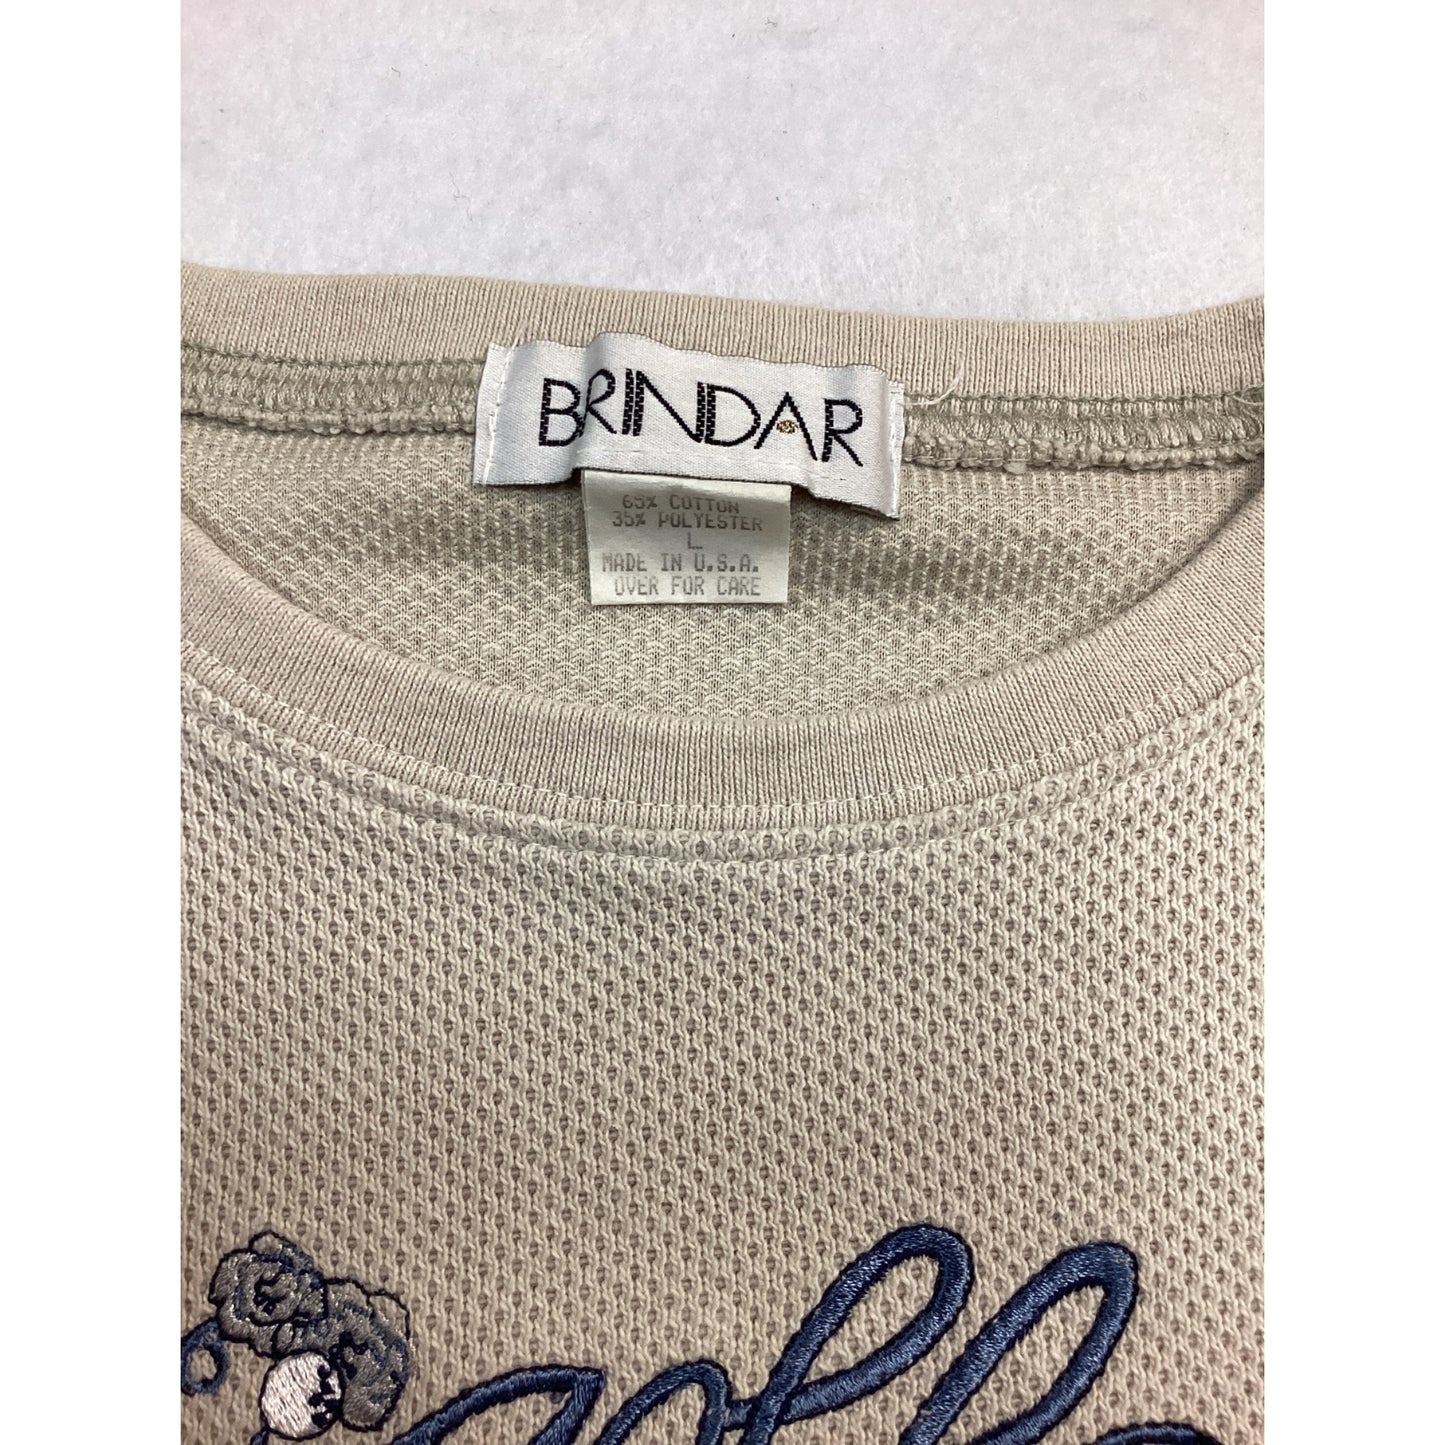 BRINDAR
65% COTTON
35% POLYESTER
L
MADE IN U.S.A.
OVER FOR CARE